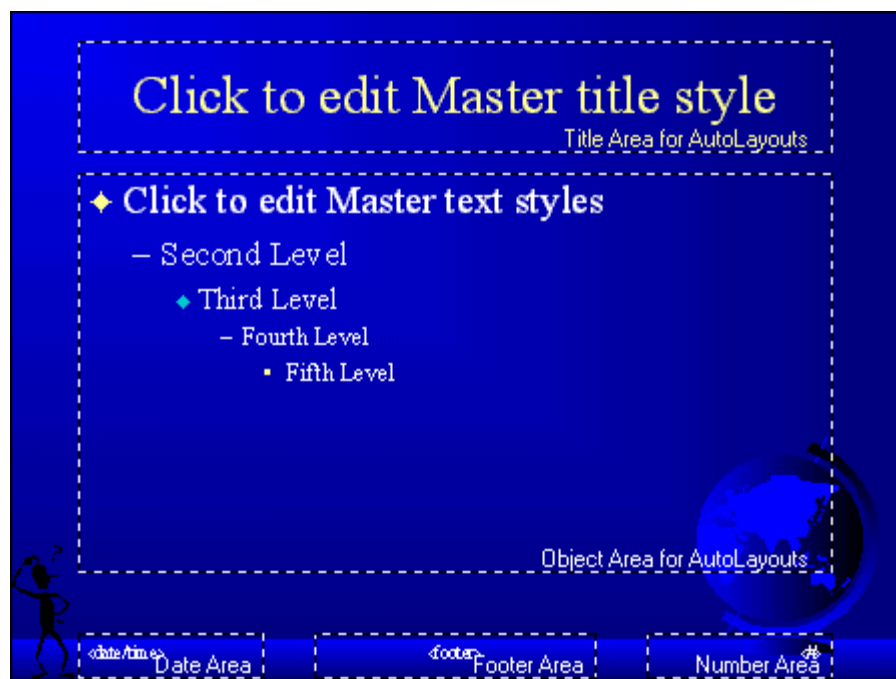 Click to edit Master title style
Title Area for AutoLayouts
Click to edit Master text styles
– Second Level
Third Level
– Fourth Level
▪ Fifth Level
Object Area for AutoLayouts
<date/time>
Date Area
<footer>
Footer Area
<#>
Number Area